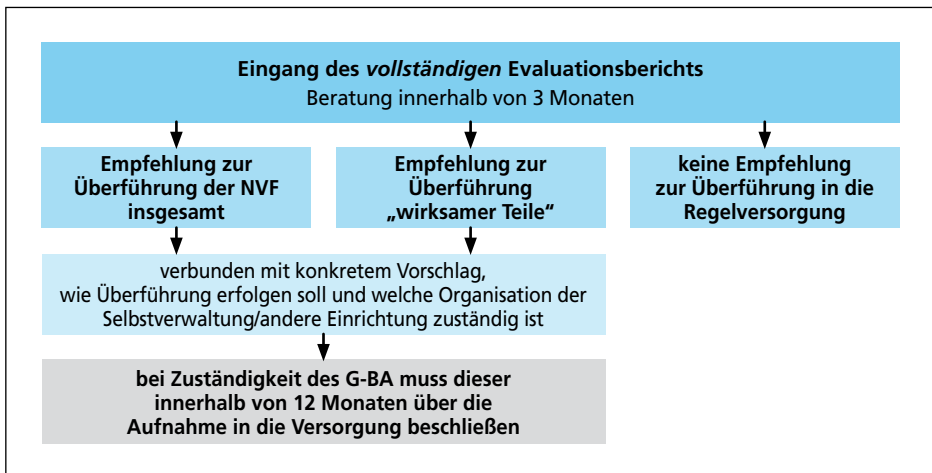 Eingang des vollständigen Evaluationsberichts
Beratung innerhalb von 3 Monaten
Empfehlung zur
Überführung der NVF
insgesamt
Empfehlung zur
Überführung
„wirksamer Teile“
keine Empfehlung
zur Überführung in die
Regelversorgung
verbunden mit konkretem Vorschlag,
wie Überführung erfolgen soll und welche Organisation der
Selbstverwaltung/andere Einrichtung zuständig ist
bei Zuständigkeit des G-BA muss dieser
innerhalb von 12 Monaten über die
Aufnahme in die Versorgung beschließen